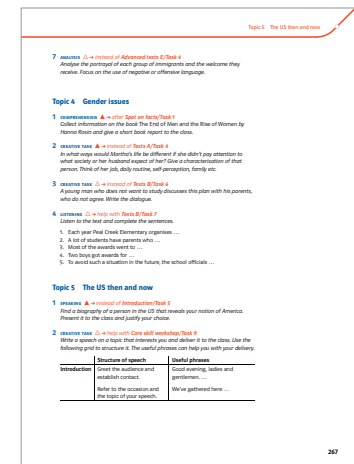 Topic 5 The US then and now
7 ANALYSIS △ → instead of Advanced texts E/Task 4
Analyse the portrayal of each group of immigrants and the welcome they
receive. Focus on the use of negative or offensive language.
Topic 4 Gender issues
1 COMPREHENSION ▲ → after Spot on facts/Task 1
Collect information on the book The End of Men and the Rise of Women by
Hanna Rosin and give a short book report to the class.
2 CREATIVE TASK △ → instead of Texts A/Task 4
In what ways would Martha's life be different if she didn't pay attention to
what society or her husband expect of her? Give a characterisation of that
person. Think of her job, daily routine, self-perception, family etc.
3 CREATIVE TASK △ → instead of Texts B/Task 6
A young man who does not want to study discusses this plan with his parents,
who do not agree. Write the dialogue.
4 LISTENING △ → help with Texts B/Task 7
Listen to the text and complete the sentences.
1. Each year Peal Creek Elementary organises …
2. A lot of students have parents who …
3. Most of the awards went to …
4. Two boys got awards for …
5. To avoid such a situation in the future, the school officials …
Topic 5 The US then and now
1 SPEAKING ▲ → instead of Introduction/Task 5
Find a biography of a person in the US that reveals your notion of America.
Present it to the class and justify your choice.
2 CREATIVE TASK △ → help with Core skill workshop/Task 9
Write a speech on a topic that interests you and deliver it to the class. Use the
following grid to structure it. The useful phrases can help you with your delivery.
Structure of speech Useful phrases
Introduction Greet the audience and Good evening, ladies and
establish contact. gentlemen. …
Refer to the occasion and We've gathered here …
the topic of your speech.
267